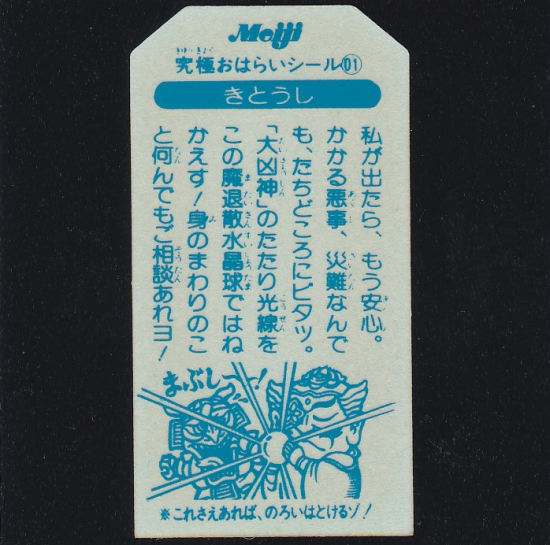 Meiji
究極おはらいシール01
きとうし
私が出たら、もう安心。
かかる悪事、災難なんで
も、たちどころにピタッ。
「大凶神」のたたり光線を
この魔退散水晶球ではね
かえす！身のまわりのこ
と何んでもご相談あれヨ！
まぶし〜！
※これさえあれば、のろいはとけるゾ！